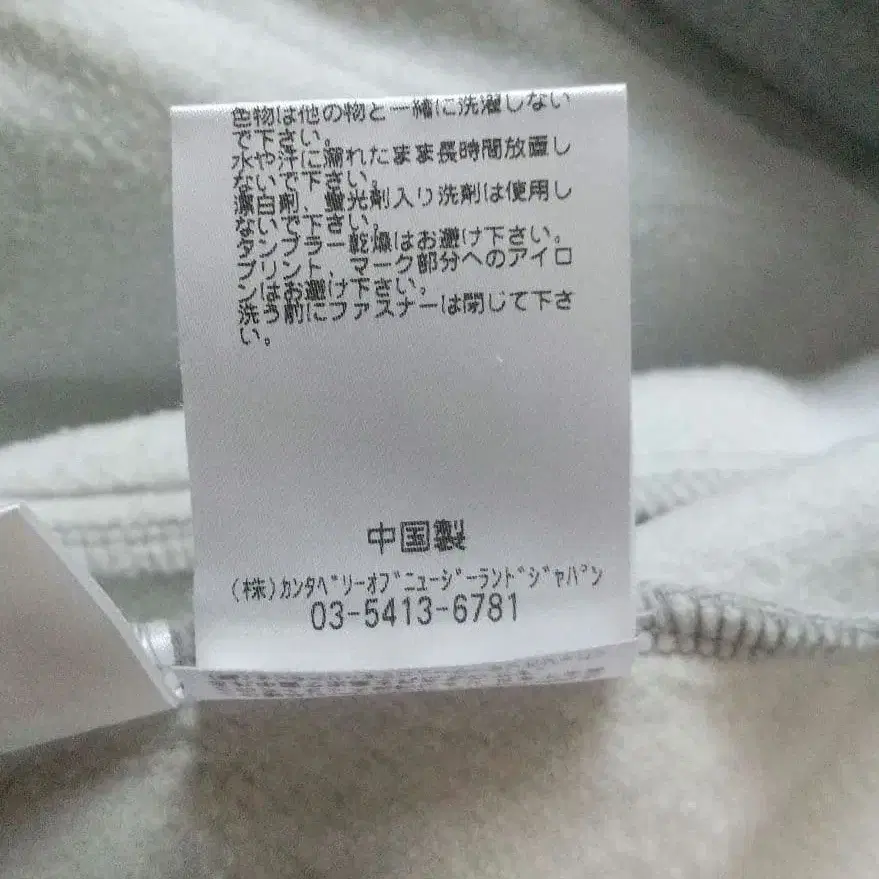 色物は他の物と一緒に洗濯しない
で下さい。
水や汗に濡れたまま長時間放置し
ないで下さい。
漂白剤、蛍光剤入り洗剤は使用し
ないで下さい。
タンブラー乾燥はお避け下さい。
プリント、マーク部分へのアイロ
ンはお避け下さい。
洗う前にファスナーは閉じて下さ
い。
中国製
(株)ｶﾝﾀﾍﾞﾘｰｵﾌﾞﾆｭｰｼﾞｰﾗﾝﾄﾞｼﾞｬﾊﾟﾝ
03-5413-6781